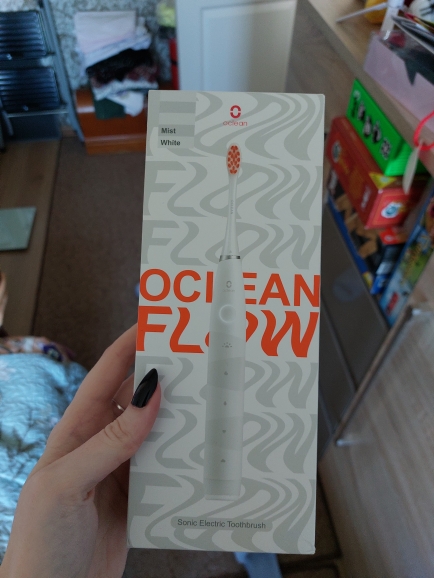 Mist
White
oclean
OCLEAN
FLOW
Sonic Electric Toothbrush